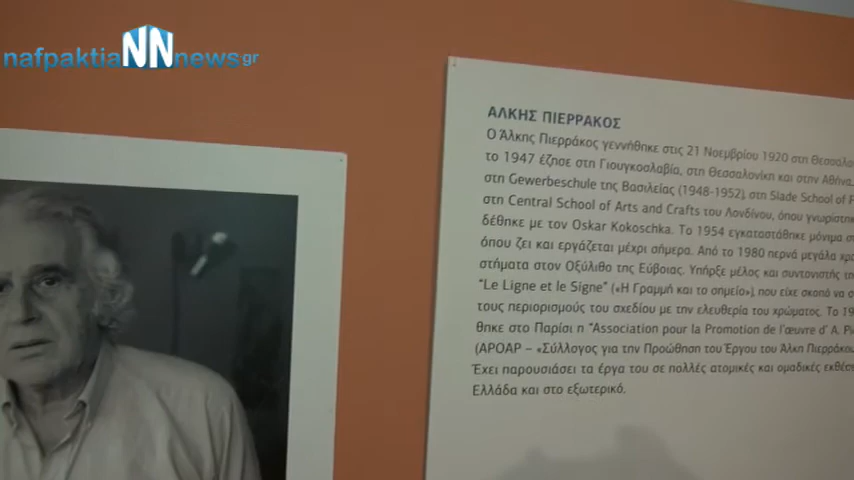 nafpaktiaNNnews.gr
ΑΛΚΗΣ ΠΙΕΡΡΑΚΟΣ
Ο Άλκης Πιερράκος γεννήθηκε στις 21 Νοεμβρίου 1920 στη Θεσσαλο
το 1947 έζησε στη Γιουγκοσλαβία, στη Θεσσαλονίκη και στην Αθήνα.
στη Gewerbeschule της Βασιλείας (1948-1952), στη Slade School of F
στη Central School of Arts and Crafts του Λονδίνου, όπου γνωρίστηκ
δέθηκε με τον Oskar Kokoschka. Το 1954 εγκαταστάθηκε μόνιμα σ
όπου ζει και εργάζεται μέχρι σήμερα. Από το 1980 περνά μεγάλα χρο
στήματα στον Οξύλιθο της Εύβοιας. Υπήρξε μέλος και συντονιστής τη
"Le Ligne et le Signe" («Η Γραμμή και το σημείο»), που είχε σκοπό να σ
τους περιορισμούς του σχεδίου με την ελευθερία του χρώματος. Το 19
θηκε στο Παρίσι η "Association pour la Promotion de l'œuvre d' A. Pi
(APOAP – «Σύλλογος για την Προώθηση του Έργου του Άλκη Πιερράκου
Έχει παρουσιάσει τα έργα του σε πολλές ατομικές και ομαδικές εκθέσε
Ελλάδα και στο εξωτερικό.